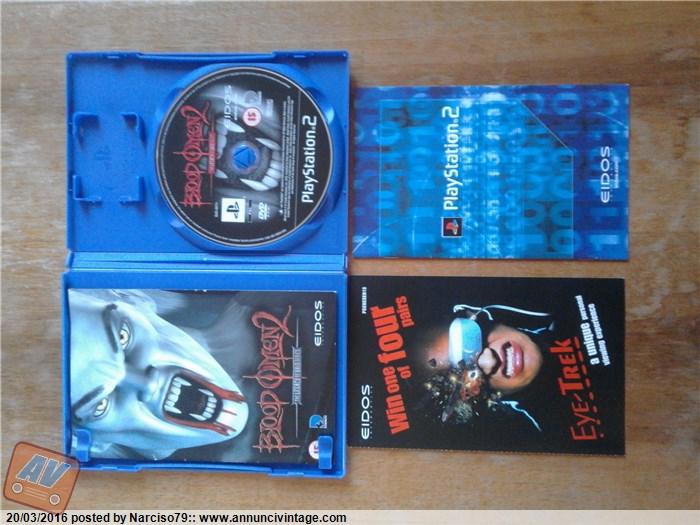 BLOOD OMEN 2
EIDOS
15
DVD
PlayStation.2
PlayStation.2
EIDOS
BLOOD OMEN 2
EIDOS
15
EIDOS
Win one
of four
pairs
EYE-TREK
a unique personal
viewing experience
AV
20/03/2016 posted by Narciso79:: www.annuncivintage.com